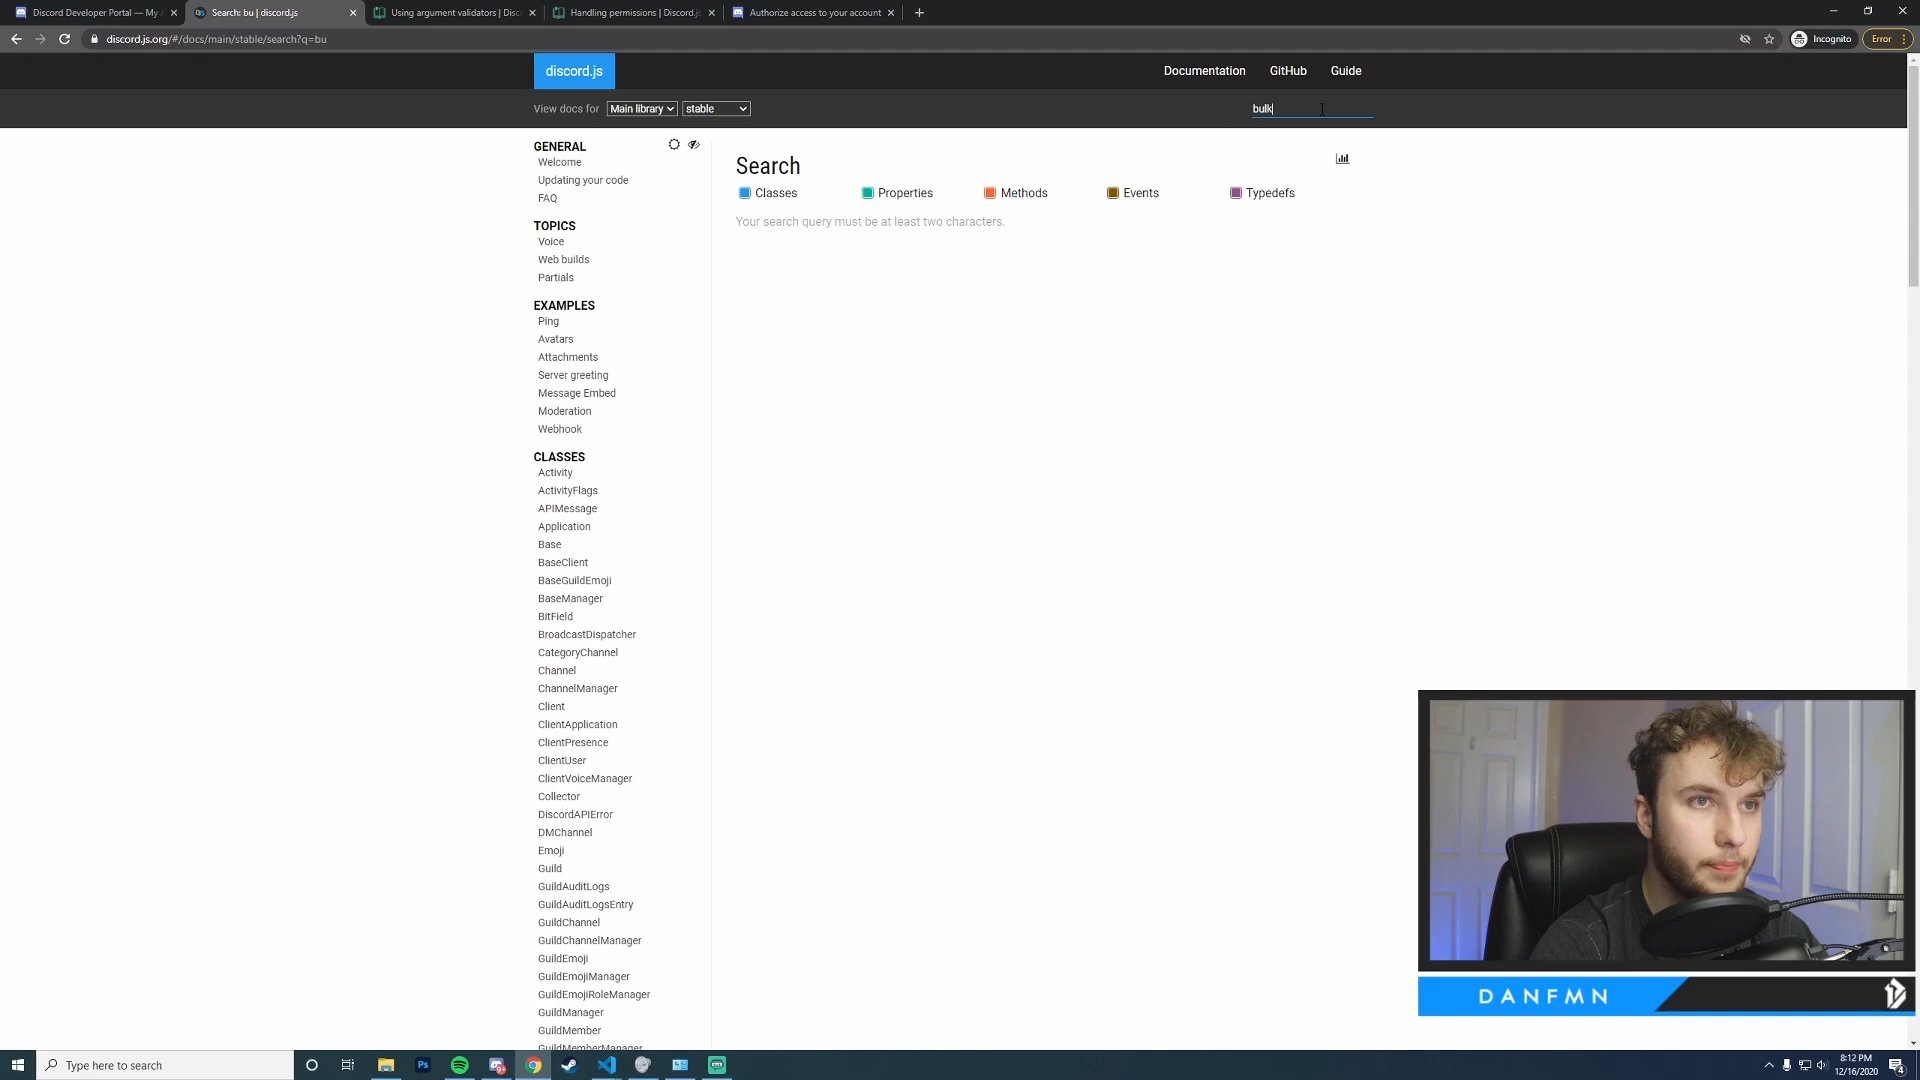 Discord Developer Portal — My
Search: bu | discord.js
Using argument validators | Disc
Handling permissions | Discord.js
Authorize access to your account
discord.js.org/#/docs/main/stable/search?q=bu
Incognito
Error
discord.js
Documentation
GitHub
Guide
View docs for
Main library
stable
bulk
GENERAL
Welcome
Updating your code
FAQ
TOPICS
Voice
Web builds
Partials
EXAMPLES
Ping
Avatars
Attachments
Server greeting
Message Embed
Moderation
Webhook
CLASSES
Activity
ActivityFlags
APIMessage
Application
Base
BaseClient
BaseGuildEmoji
BaseManager
BitField
BroadcastDispatcher
CategoryChannel
Channel
ChannelManager
Client
ClientApplication
ClientPresence
ClientUser
ClientVoiceManager
Collector
DiscordAPIError
DMChannel
Emoji
Guild
GuildAuditLogs
GuildAuditLogsEntry
GuildChannel
GuildChannelManager
GuildEmoji
GuildEmojiManager
GuildEmojiRoleManager
GuildManager
GuildMember
GuildMemberManager
Search
Classes
Properties
Methods
Events
Typedefs
Your search query must be at least two characters.
DANFMN
Type here to search
Ps
9+
8:12 PM
12/16/2020
4